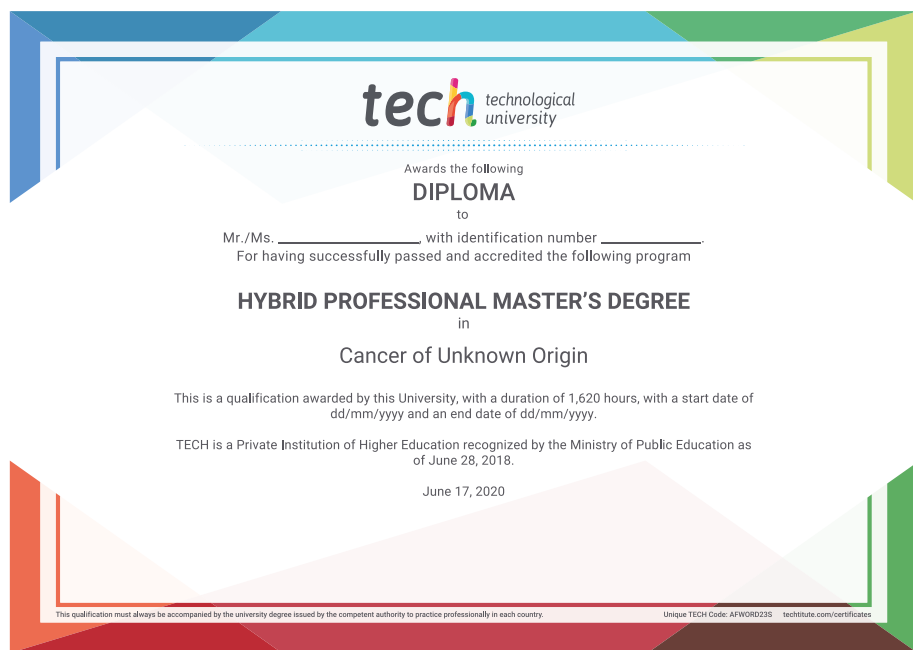 tech technological
university
Awards the following
DIPLOMA
to
Mr./Ms. ____________________, with identification number ______________.
For having successfully passed and accredited the following program
HYBRID PROFESSIONAL MASTER’S DEGREE
in
Cancer of Unknown Origin
This is a qualification awarded by this University, with a duration of 1,620 hours, with a start date of
dd/mm/yyyy and an end date of dd/mm/yyyy.
TECH is a Private Institution of Higher Education recognized by the Ministry of Public Education as
of June 28, 2018.
June 17, 2020
This qualification must always be accompanied by the university degree issued by the competent authority to practice professionally in each country. Unique TECH Code: AFWORD23S techtitute.com/certificates